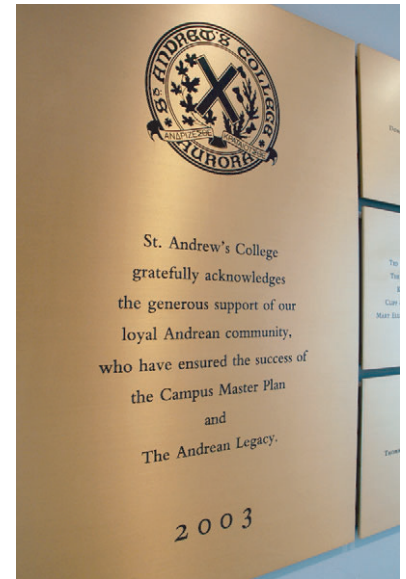 St. ANDREW'S COLLEGE
AURORA
St. Andrew's College
gratefully acknowledges
the generous support of our
loyal Andrean community,
who have ensured the success of
the Campus Master Plan
and
The Andrean Legacy.
2003